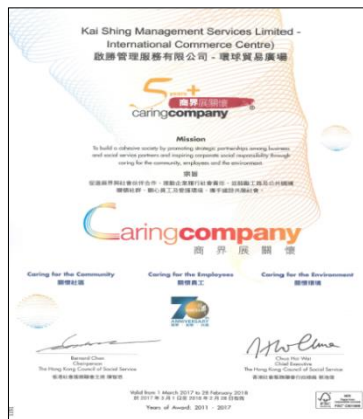 Kai Shing Management Services Limited -
International Commerce Centre)
啟勝管理服務有限公司 - 環球貿易廣場
5 years+
商界展關懷
caringcompany
Mission
To build a cohesive society by promoting strategic partnerships among business
and social service partners and inspiring corporate social responsibility through
caring for the community, employees and the environment.
Caringcompany
商界展關懷
Caring for the Community
關懷社區
Caring for the Employees
關懷員工
Caring for the Environment
關懷環境
70
ANNIVERSARY
Bernard Chan
Chairperson
The Hong Kong Council of Social Service
Chua Hoi Wai
Chief Executive
The Hong Kong Council of Social Service
Valid from 1 March 2017 to 28 February 2018
Years of Award: 2011 - 2017